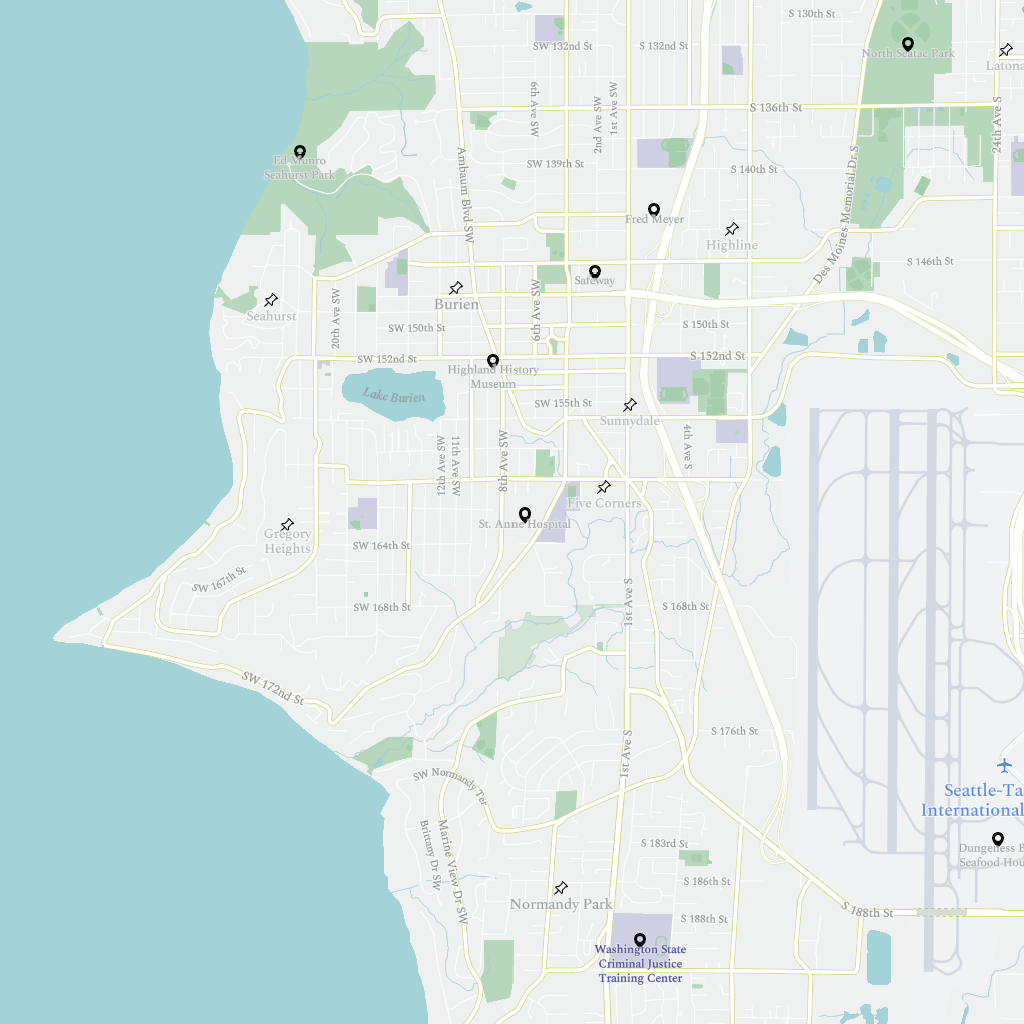 S 130th St
SW 132nd St
S 132nd St
North Seatac Park
Latona
6th Ave SW
2nd Ave SW
1st Ave SW
S 136th St
24th Ave S
Ambaum Blvd SW
Ed Munro
Seahurst Park
SW 139th St
S 140th St
Des Moines Memorial Dr S
Fred Meyer
Highline
S 146th St
Safeway
Seahurst
20th Ave SW
Burien
6th Ave SW
SW 150th St
S 150th St
SW 152nd St
S 152nd St
Highland History
Museum
Lake Burien
SW 155th St
Sunnydale
12th Ave SW
11th Ave SW
8th Ave SW
4th Ave S
Five Corners
St. Anne Hospital
Gregory
Heights
SW 164th St
SW 167th St
SW 168th St
1st Ave S
S 168th St
SW 172nd St
1st Ave S
S 176th St
SW Normandy Ter
Seattle-Ta
International
Brittany Dr SW
Marine View Dr SW
S 183rd St
Dungeness B
Seafood Hou
S 186th St
Normandy Park
S 188th St
S 188th St
Washington State
Criminal Justice
Training Center